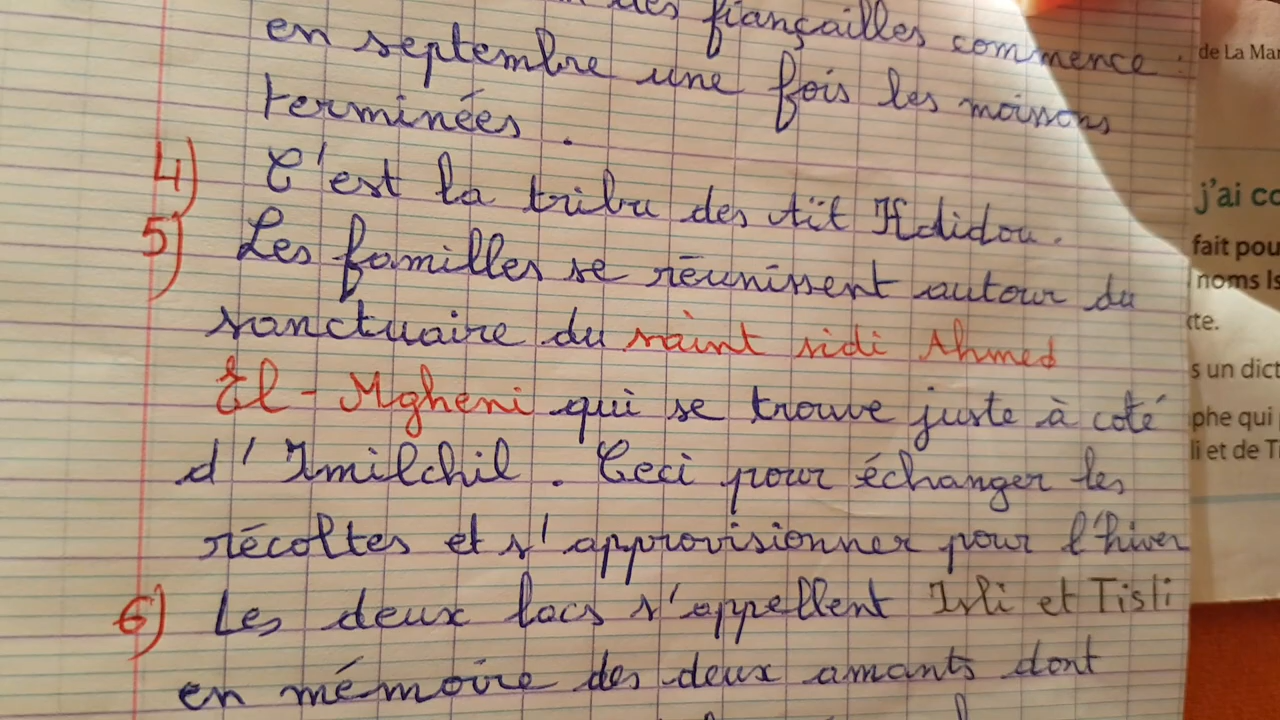 des fiançailles commence
en septembre une fois les moissons
terminées.
4) C'est la tribu des Aït Hdidou.
5) Les familles se réunissent autour du
sanctuaire du saint sidi Ahmed
El-Mgheni qui se trouve juste à coté
d'Imilchil. Ceci pour échanger les
récoltes et s'approvisionner pour l'hiver
6) Les deux lacs s'appellent Isli et Tisli
en mémoire des deux amants dont
de La Mar
j'ai co
fait pou
noms Is
rte.
s un dict
phe qui
li et de Ti